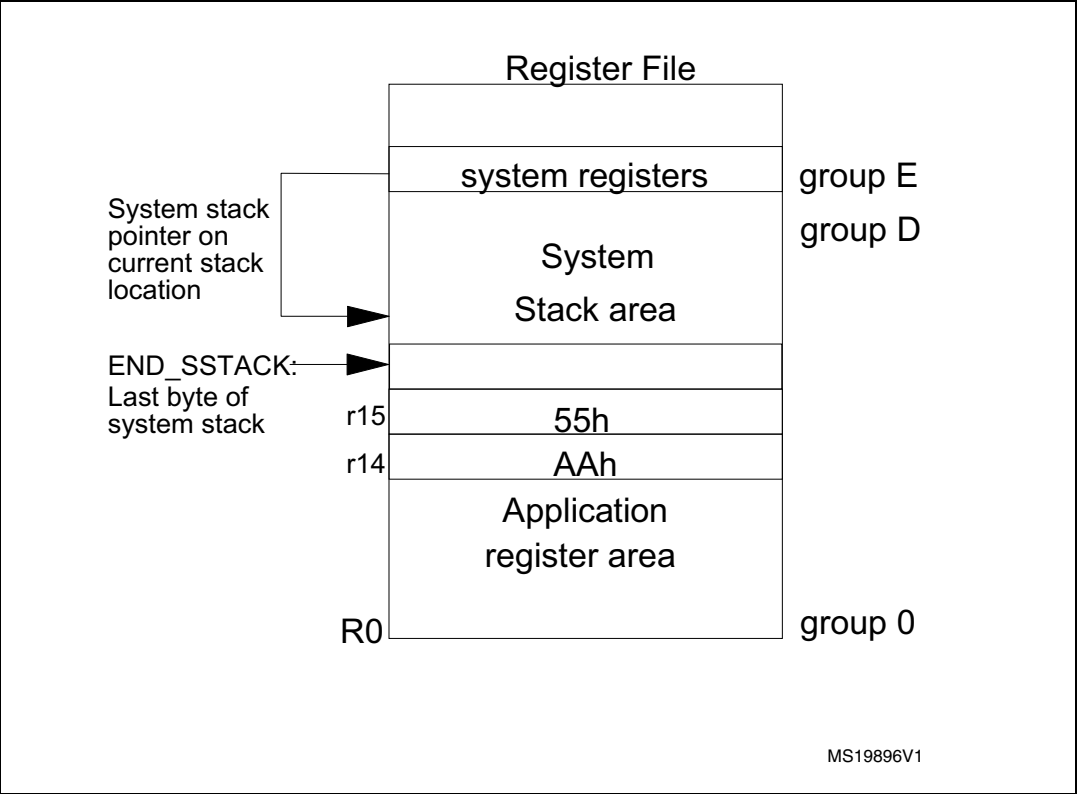 Register File
system registers
group E
System stack
pointer on
current stack
location
group D
System
Stack area
END_SSTACK:
Last byte of
system stack
r15
55h
r14
AAh
Application
register area
R0
group 0
MS19896V1